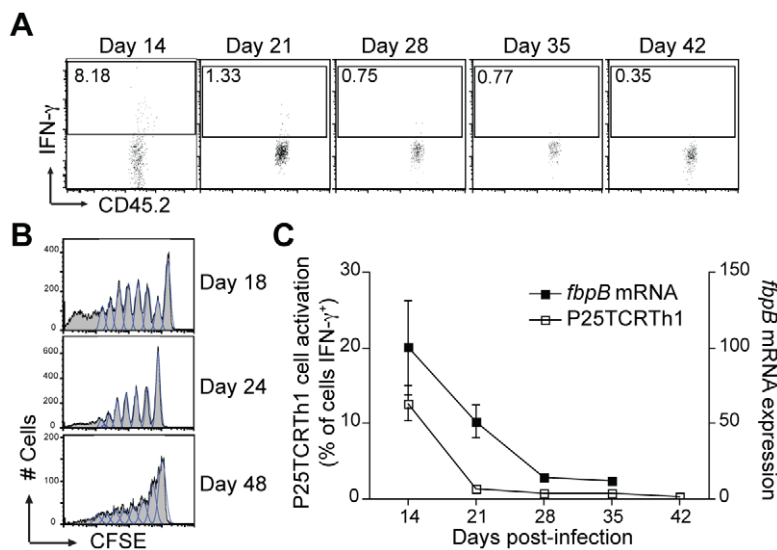 A
Day 14 Day 21 Day 28 Day 35 Day 42
8.18 1.33 0.75 0.77 0.35
IFN-γ
CD45.2
B
400
200
0
Day 18
600
400
200
0
Day 24
200
100
0
Day 48
# Cells
CFSE
C
30 150
20 100
10 50
0 0
fbpB mRNA
P25TCRTh1
P25TCRTh1 cell activation
(% of cells IFN-γ+)
fbpB
mRNA expression
14 21 28 35 42
Days post-infection